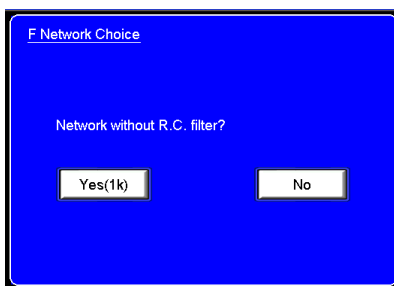 F Network Choice
Network without R.C. filter?
Yes(1k) No